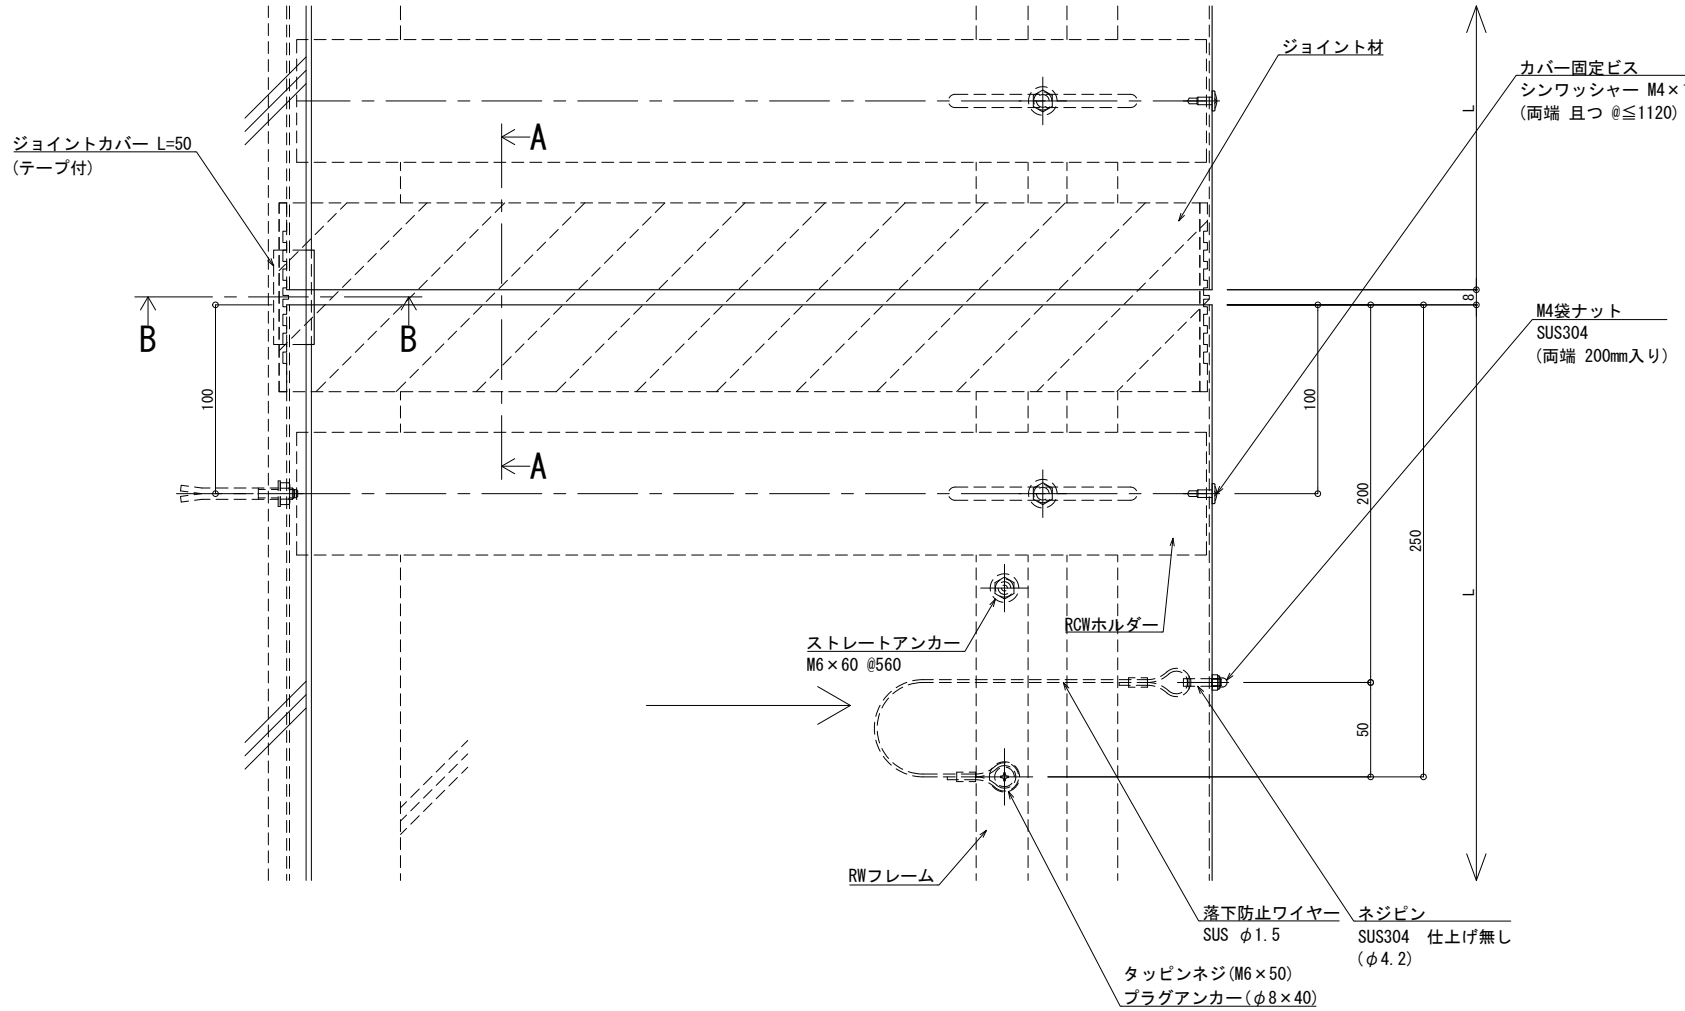 ジョイント材
カバー固定ビス
シンワッシャー M4×
(両端 且つ @≦1120)
L
ジョイントカバー L=50
(テープ付)
A
B
B
8
M4袋ナット
SUS304
(両端 200mm入り)
100
100
A
200
250
L
RCWホルダー
ストレートアンカー
M6×60 @560
50
RWフレーム
落下防止ワイヤー
SUS φ1.5
ネジピン
SUS304 仕上げ無し
(φ4.2)
タッピンネジ(M6×50)
プラグアンカー(φ8×40)